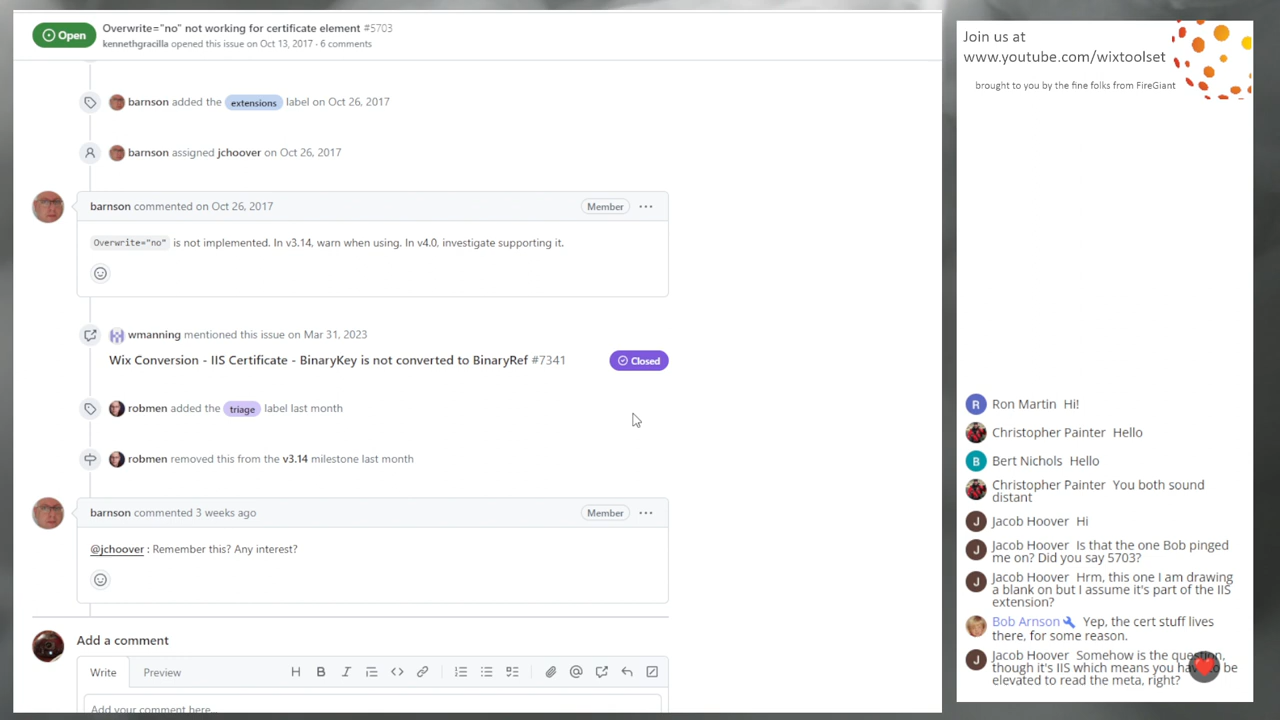 Open
Overwrite="no" not working for certificate element #5703
kennethgracilla opened this issue on Oct 13, 2017 · 6 comments
barnson added the extensions label on Oct 26, 2017
barnson assigned jchoover on Oct 26, 2017
barnson commented on Oct 26, 2017
Member
Overwrite="no" is not implemented. In v3.14, warn when using. In v4.0, investigate supporting it.
wmanning mentioned this issue on Mar 31, 2023
Wix Conversion - IIS Certificate - BinaryKey is not converted to BinaryRef #7341
Closed
robmen added the triage label last month
robmen removed this from the v3.14 milestone last month
barnson commented 3 weeks ago
Member
@jchoover : Remember this? Any interest?
Add a comment
Write
Preview
Add your comment here...
Join us at
www.youtube.com/wixtoolset
brought to you by the fine folks from FireGiant
R Ron Martin Hi!
Christopher Painter Hello
B Bert Nichols Hello
Christopher Painter You both sound
distant
J Jacob Hoover Hi
J Jacob Hoover Is that the one Bob pinged
me on? Did you say 5703?
J Jacob Hoover Hrm, this one I am drawing
a blank on but I assume it's part of the IIS
extension?
Bob Arnson Yep, the cert stuff lives
there, for some reason.
J Jacob Hoover Somehow is the question,
though it's IIS which means you have to be
elevated to read the meta, right?